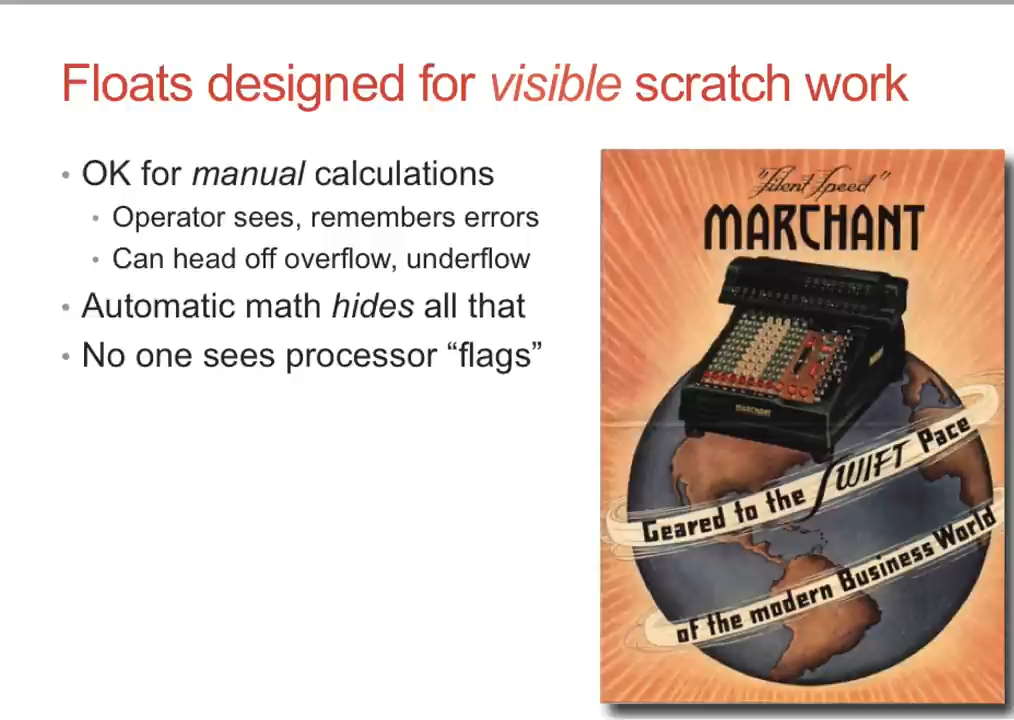 Floats designed for visible scratch work
• OK for manual calculations
• Operator sees, remembers errors
• Can head off overflow, underflow
• Automatic math hides all that
• No one sees processor “flags”
"Silent Speed"
MARCHANT
MARCHANT
Geared to the SWIFT Pace
of the modern Business World